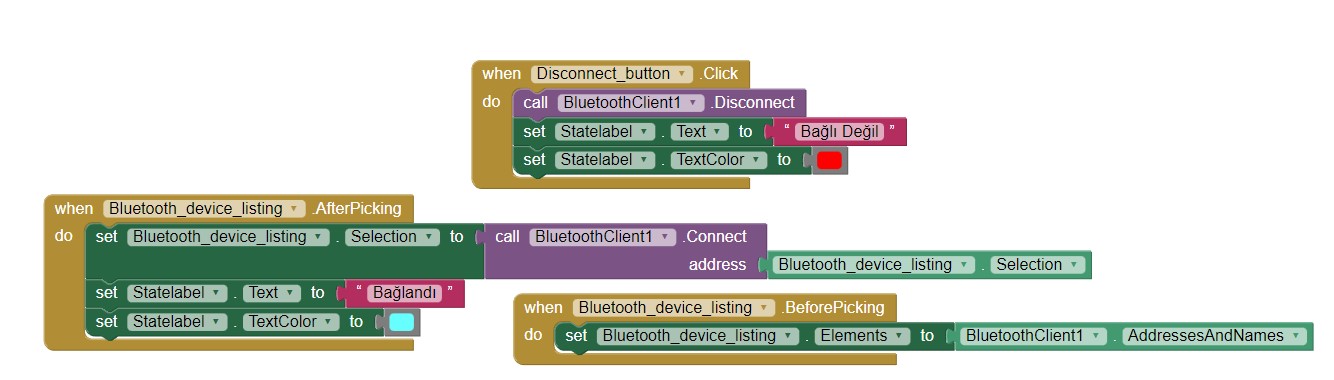 when Disconnect_button .Click
do call BluetoothClient1 .Disconnect
set Statelabel . Text to “ Bağlı Değil ”
set Statelabel . TextColor to
when Bluetooth_device_listing .AfterPicking
do set Bluetooth_device_listing . Selection to call BluetoothClient1 .Connect
address Bluetooth_device_listing . Selection
set Statelabel . Text to “ Bağlandı ”
set Statelabel . TextColor to
when Bluetooth_device_listing .BeforePicking
do set Bluetooth_device_listing . Elements to BluetoothClient1 . AddressesAndNames